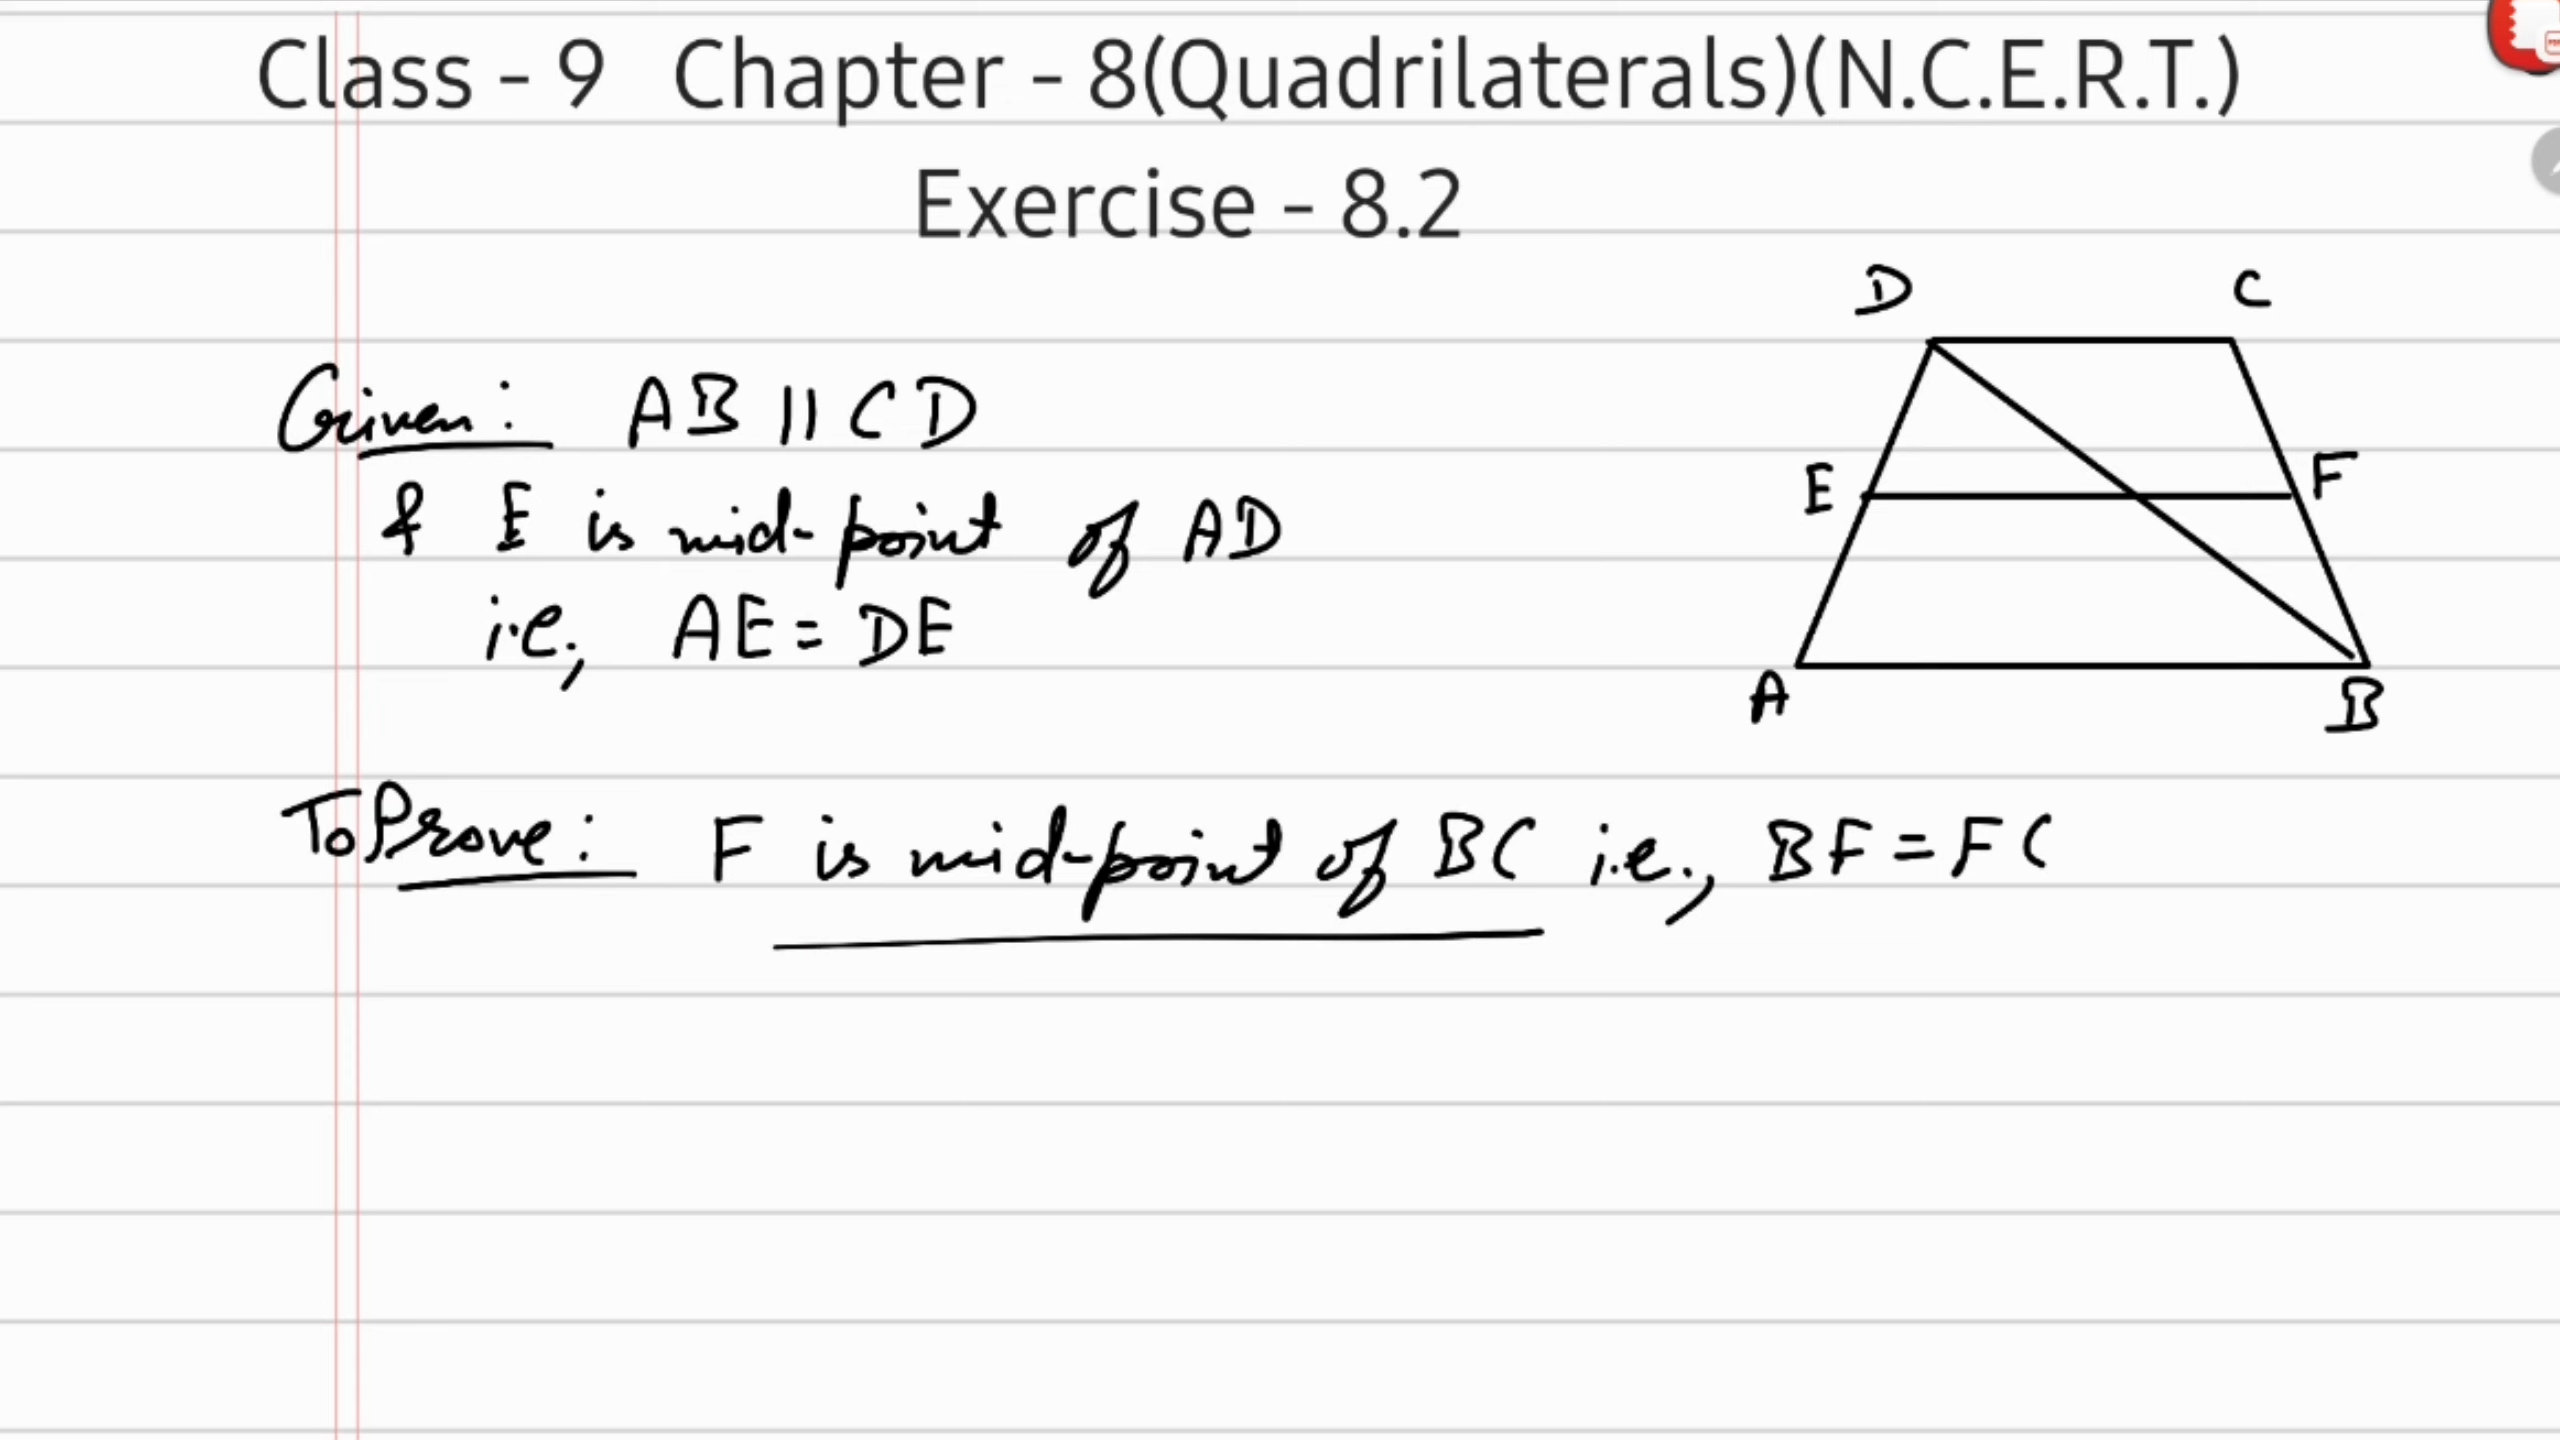 Class - 9 Chapter - 8(Quadrilaterals)(N.C.E.R.T.)
Exercise - 8.2
D C
Given: AB || CD
E F
& E is mid-point of AD
i.e., AE = DE
A B
To Prove: F is mid-point of BC i.e., BF = FC